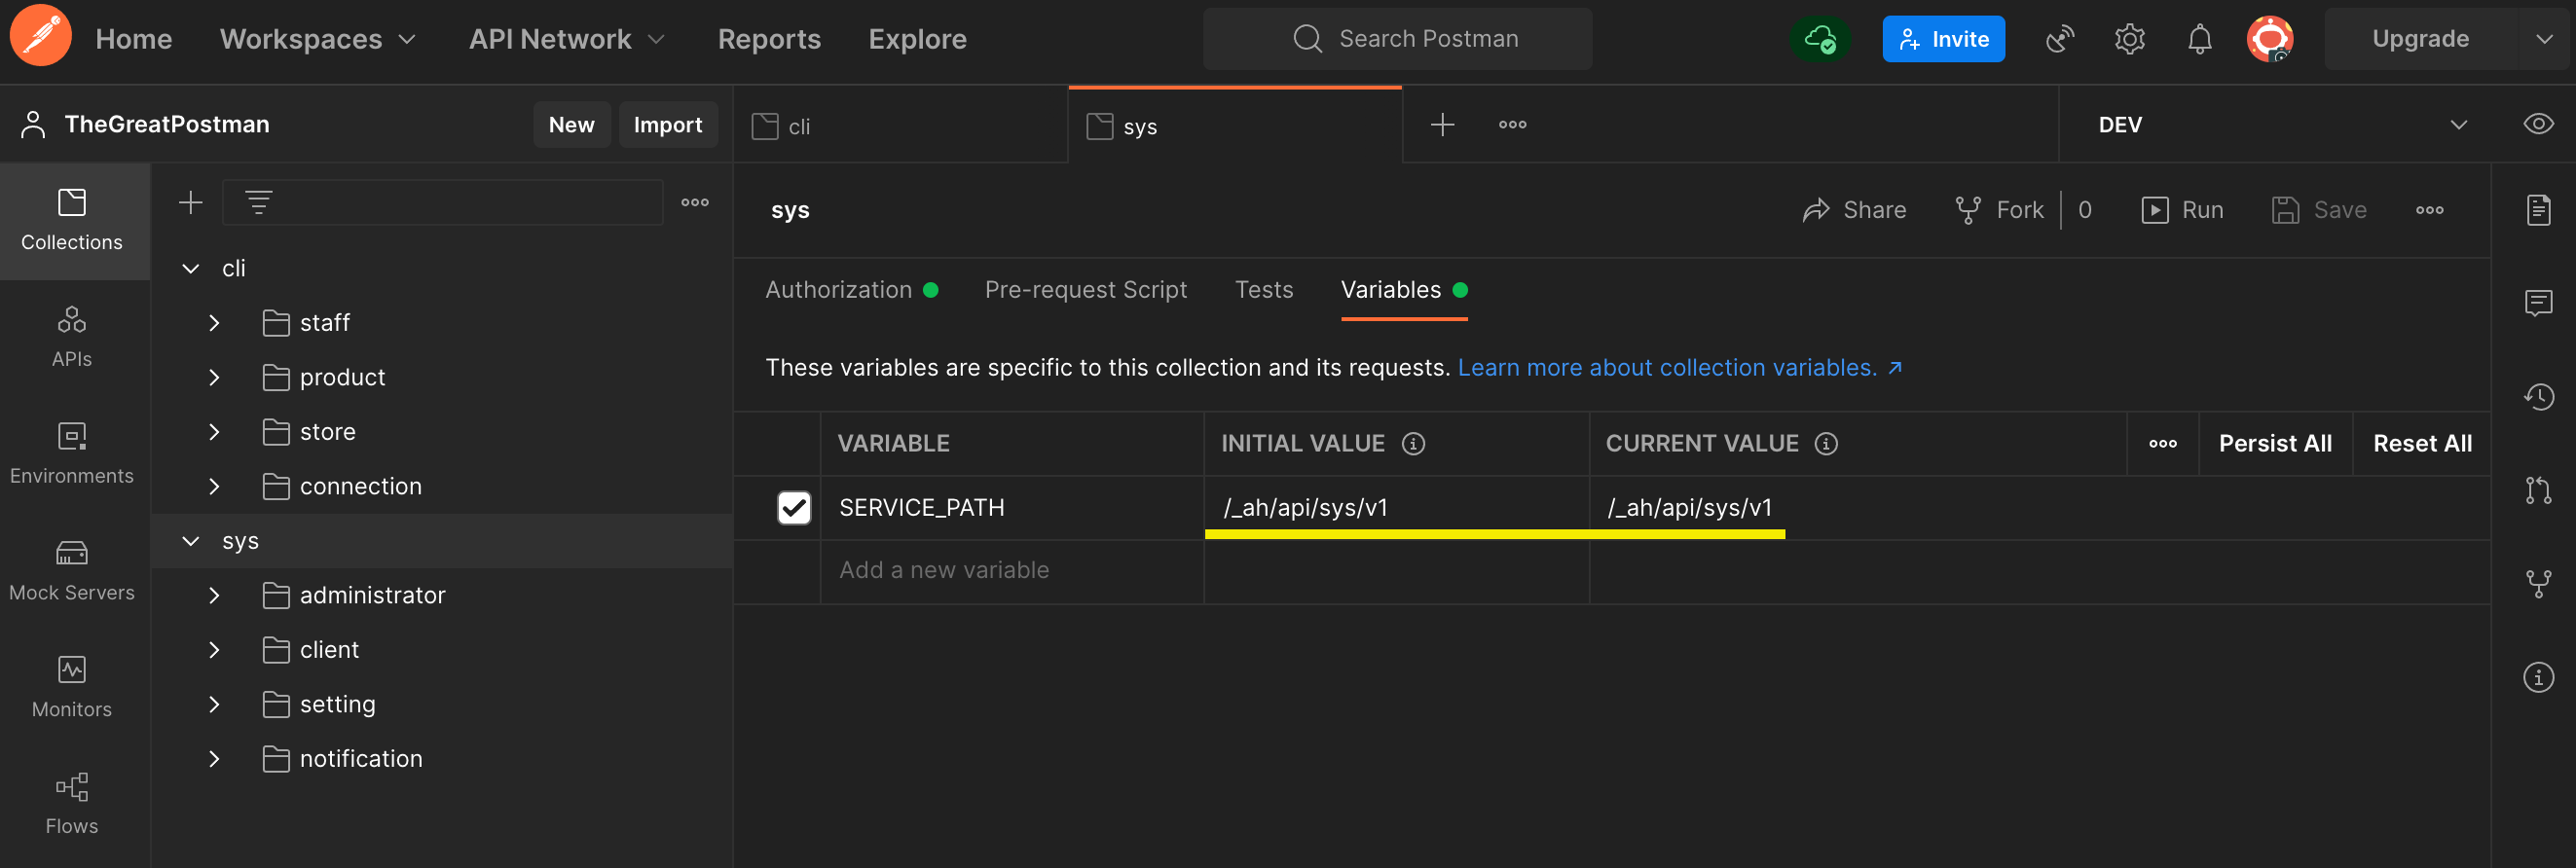 Home Workspaces API Network Reports Explore Search Postman Invite Upgrade
TheGreatPostman New Import
cli sys DEV
Collections
APIs
Environments
Mock Servers
Monitors
Flows
cli
staff
product
store
connection
sys
administrator
client
setting
notification
sys Share Fork 0 Run Save
Authorization Pre-request Script Tests Variables
These variables are specific to this collection and its requests. Learn more about collection variables. ↗
VARIABLE INITIAL VALUE CURRENT VALUE Persist All Reset All
SERVICE_PATH /_ah/api/sys/v1 /_ah/api/sys/v1
Add a new variable